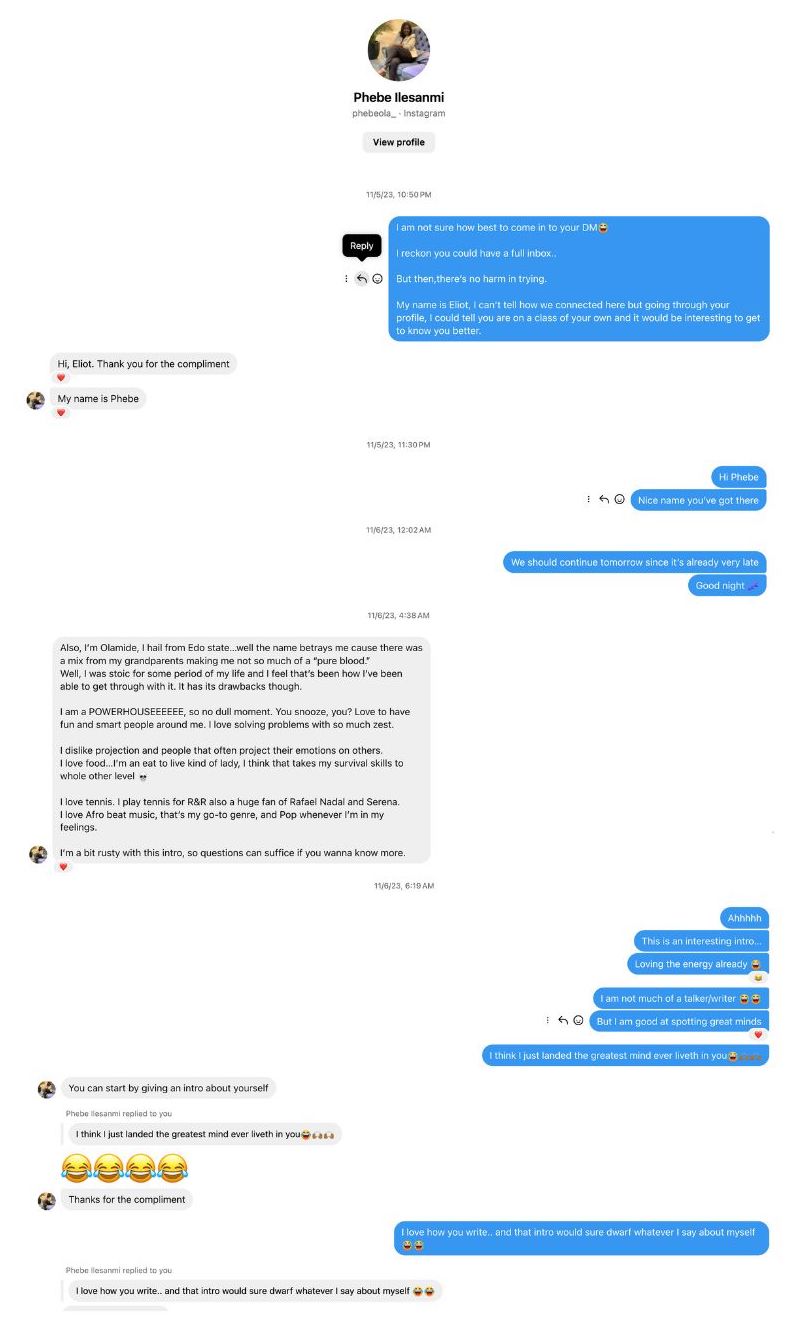 Phebe Ilesanmi
phebeola_ · Instagram
View profile
11/5/23, 10:50 PM
I am not sure how best to come in to your DM😂
I reckon you could have a full inbox..
Reply
But then,there's no harm in trying.
My name is Eliot, I can't tell how we connected here but going through your
profile, I could tell you are on a class of your own and it would be interesting to get
to know you better.
Hi, Eliot. Thank you for the compliment
My name is Phebe
11/5/23, 11:30 PM
Hi Phebe
Nice name you've got there
11/6/23, 12:02 AM
We should continue tomorrow since it's already very late
Good night
11/6/23, 4:38 AM
Also, I'm Olamide, I hail from Edo state...well the name betrays me cause there was
a mix from my grandparents making me not so much of a "pure blood."
Well, I was stoic for some period of my life and I feel that's been how I've been
able to get through with it. It has its drawbacks though.
I am a POWERHOUSEEEEEE, so no dull moment. You snooze, you? Love to have
fun and smart people around me. I love solving problems with so much zest.
I dislike projection and people that often project their emotions on others.
I love food...I'm an eat to live kind of lady, I think that takes my survival skills to
whole other level
I love tennis. I play tennis for R&R also a huge fan of Rafael Nadal and Serena.
I love Afro beat music, that's my go-to genre, and Pop whenever I'm in my
feelings.
I'm a bit rusty with this intro, so questions can suffice if you wanna know more.
11/6/23, 6:19 AM
Ahhhhh
This is an interesting intro...
Loving the energy already 😂
I am not much of a talker/writer 😂😂
But I am good at spotting great minds
I think I just landed the greatest mind ever liveth in you😂
You can start by giving an intro about yourself
Phebe Ilesanmi replied to you
I think I just landed the greatest mind ever liveth in you😂🙌🙌
😂😂😂😂
Thanks for the compliment
I love how you write.. and that intro would sure dwarf whatever I say about myself
😂😂
Phebe Ilesanmi replied to you
I love how you write.. and that intro would sure dwarf whatever I say about myself 😂😂